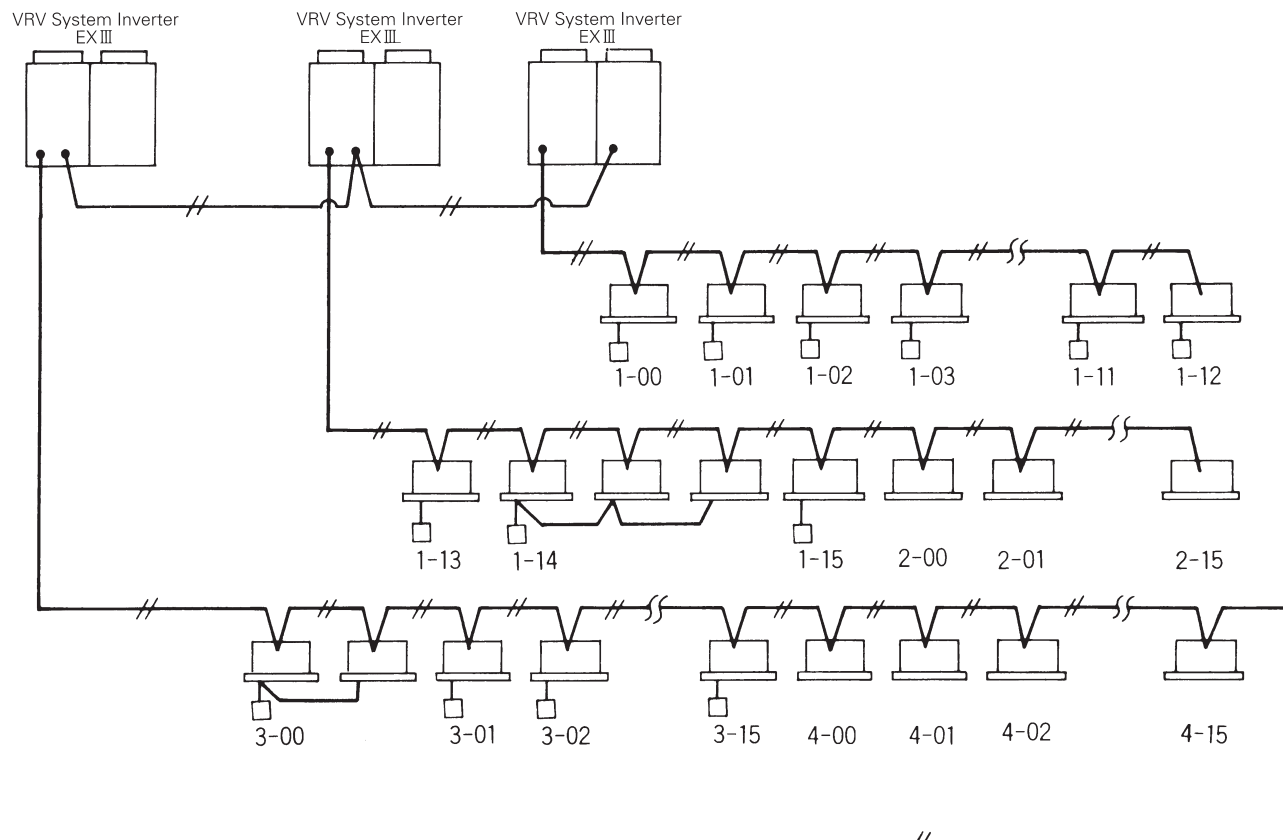 VRV System Inverter
EX III
VRV System Inverter
EX III
VRV System Inverter
EX III
1-00 1-01 1-02 1-03 1-11 1-12
1-13 1-14 1-15 2-00 2-01 2-15
3-00 3-01 3-02 3-15 4-00 4-01 4-02 4-15